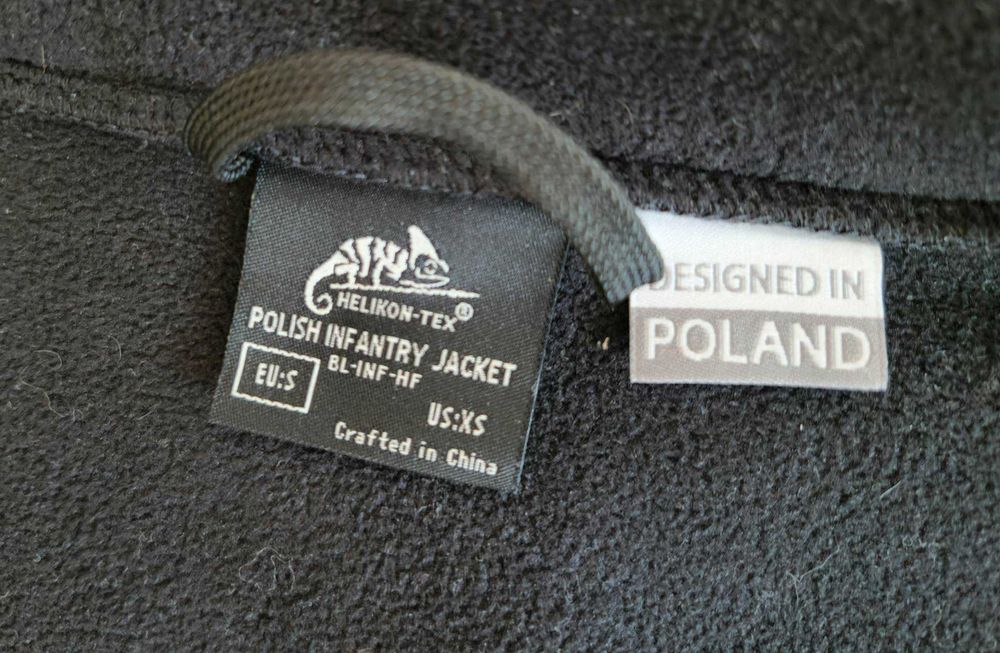 HELIKON-TEX®
POLISH INFANTRY JACKET
BL-INF-HF
EU:S
US:XS
Crafted in China
DESIGNED IN
POLAND